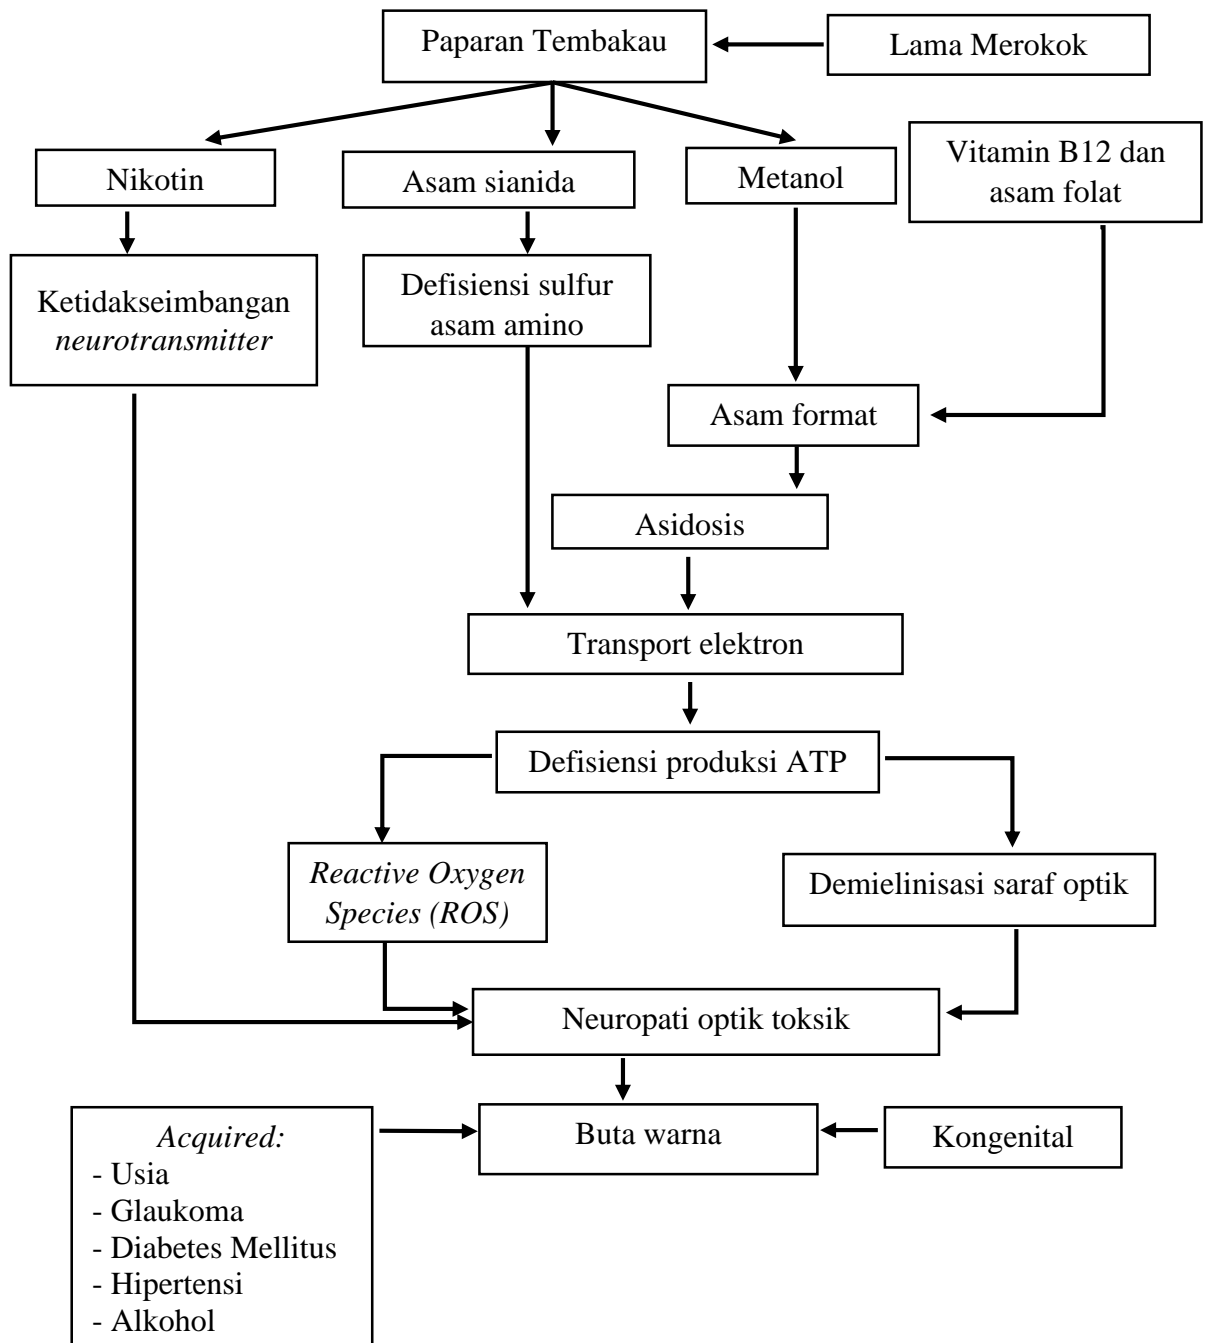 Paparan Tembakau
Lama Merokok
Nikotin
Asam sianida
Metanol
Vitamin B12 dan
asam folat
Ketidakseimbangan
neurotransmitter
Defisiensi sulfur
asam amino
Asam format
Asidosis
Transport elektron
Defisiensi produksi ATP
Reactive Oxygen
Species (ROS)
Demielinisasi saraf optik
Neuropati optik toksik
Acquired:
- Usia
- Glaukoma
- Diabetes Mellitus
- Hipertensi
- Alkohol
Buta warna
Kongenital